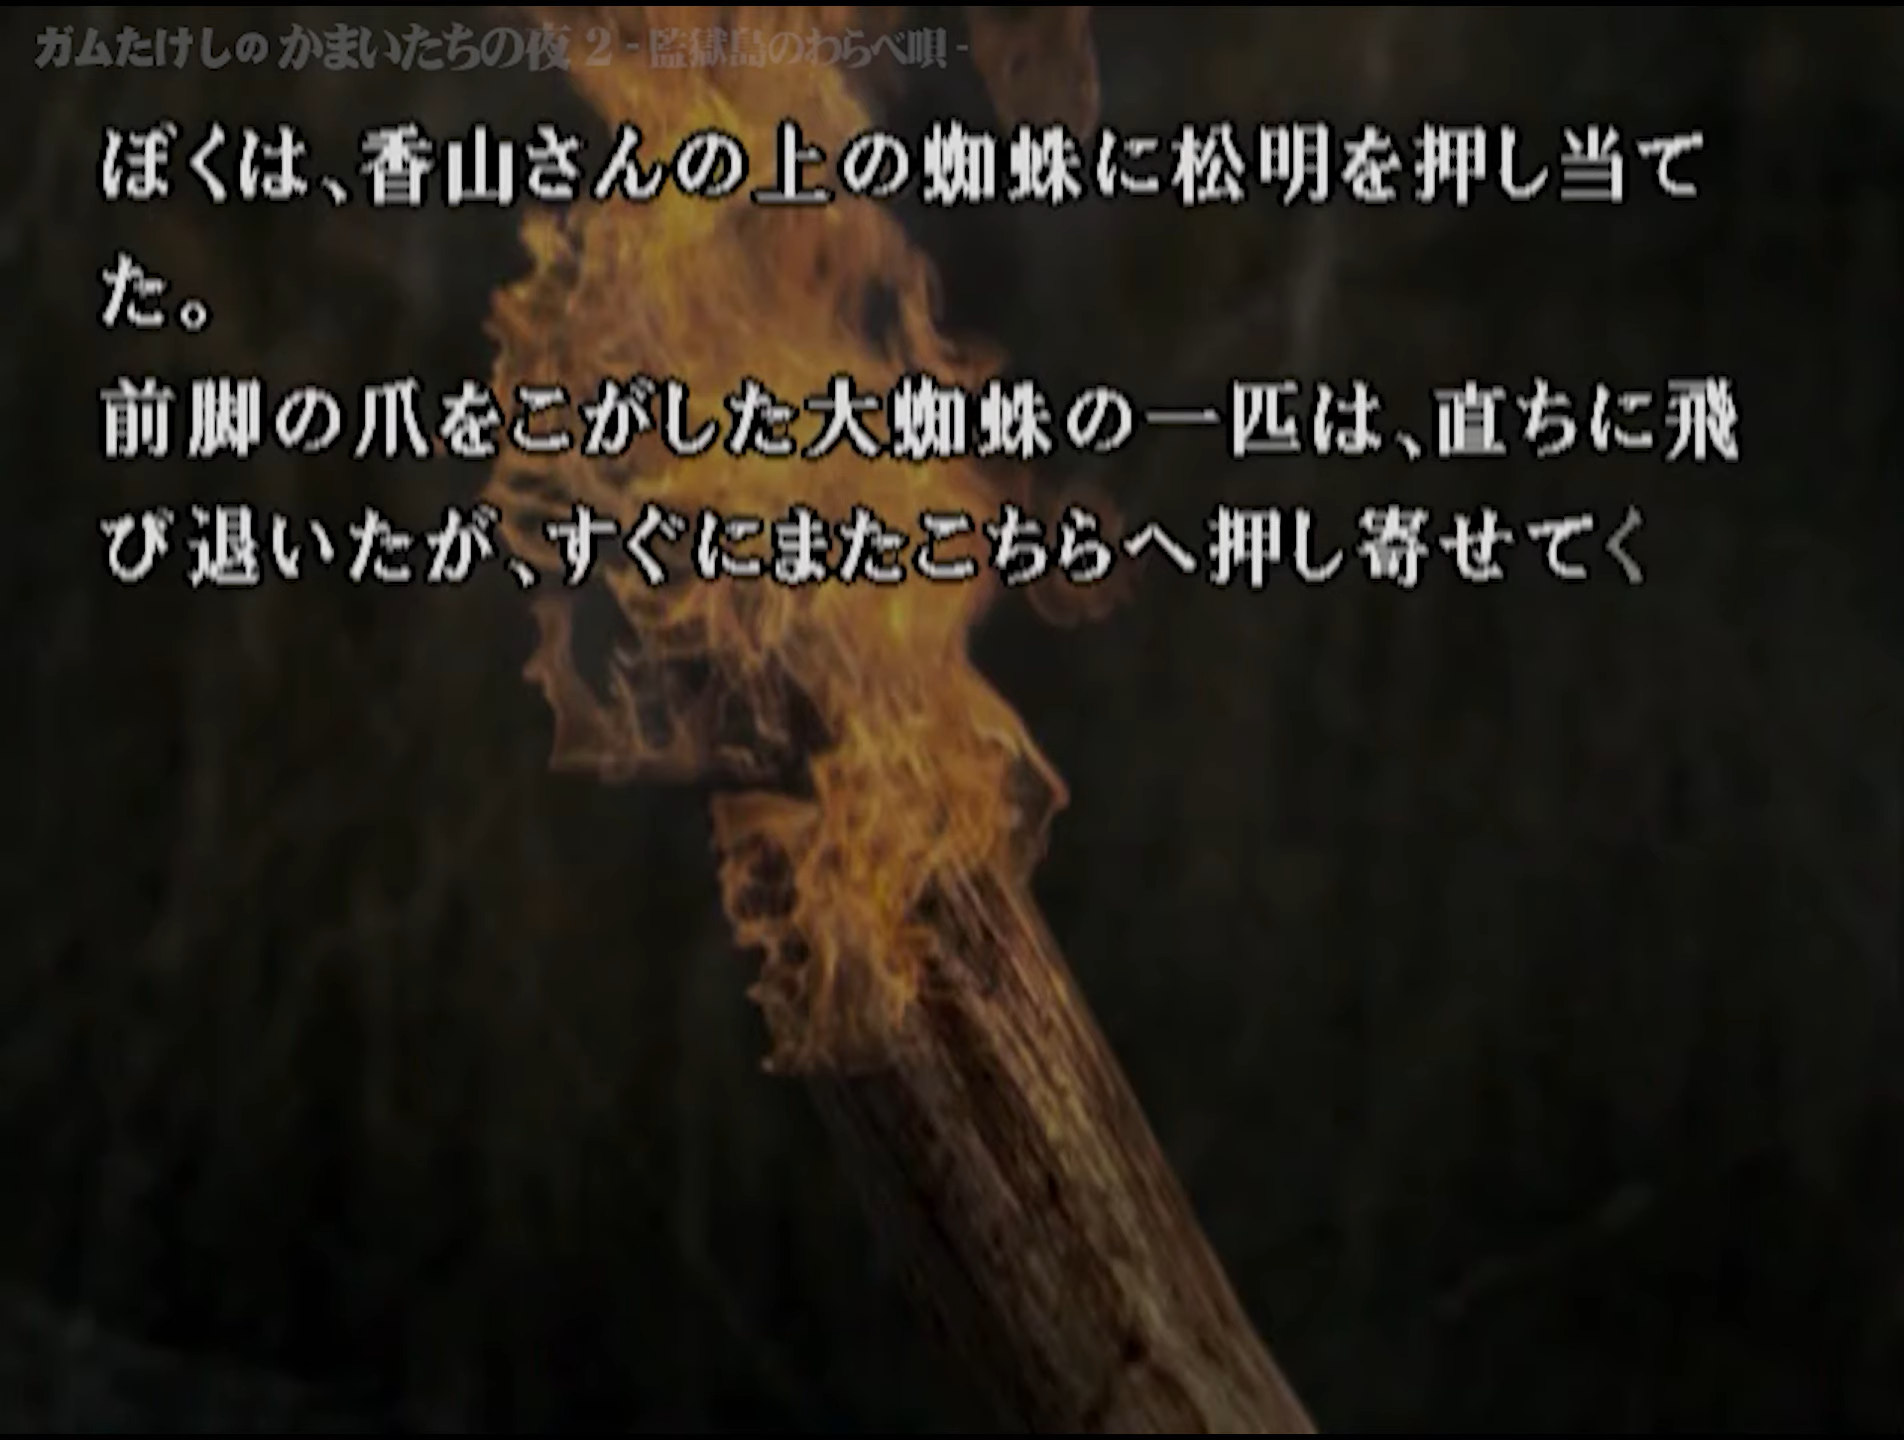 ガムたけしの かまいたちの夜 2 - 監獄島のわらべ唄 -
ぼくは、香山さんの上の蜘蛛に松明を押し当て
た。
前脚の爪をこがした大蜘蛛の一匹は、直ちに飛
び退いたが、すぐにまたこちらへ押し寄せてく